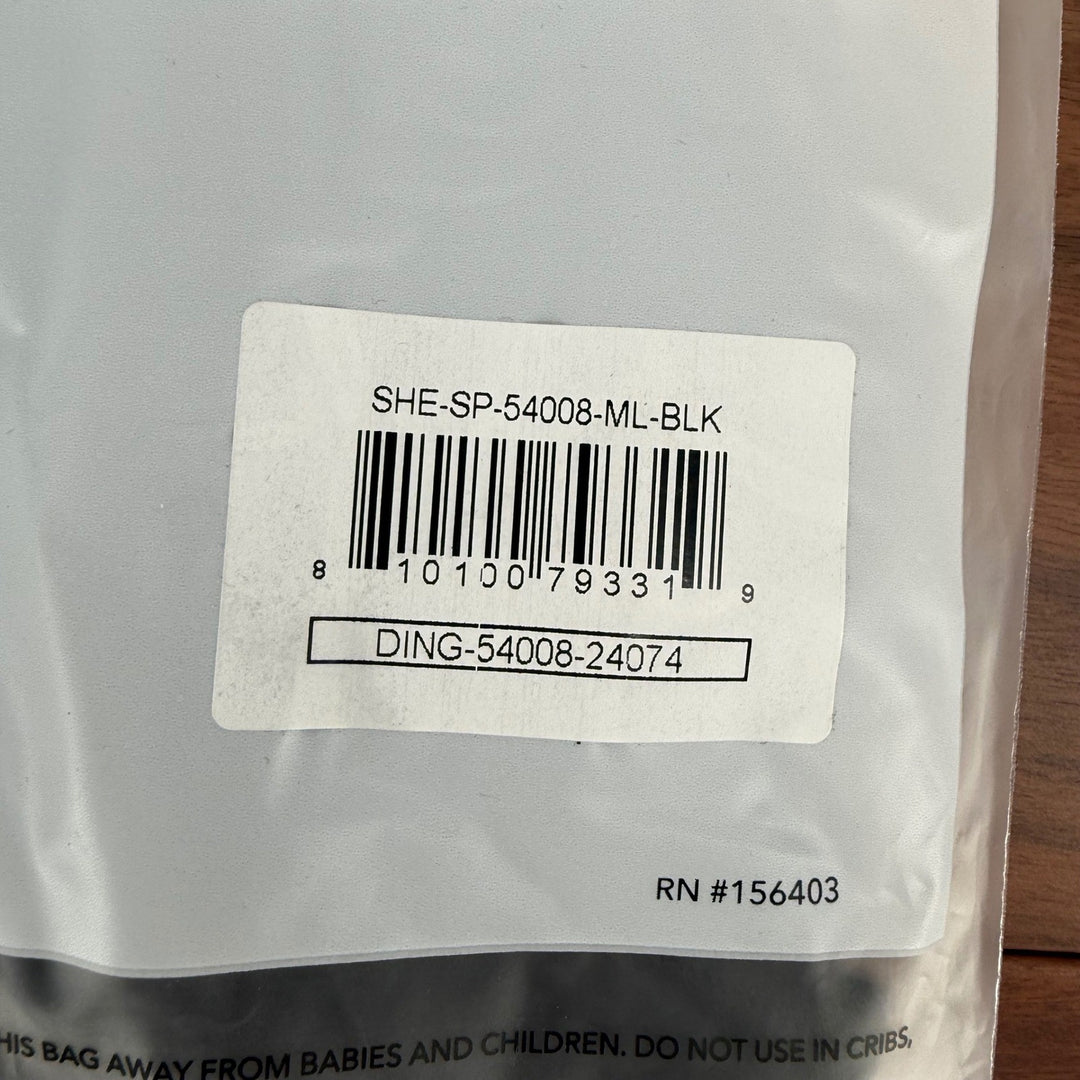 SHE-SP-54008-ML-BLK
8 10100 79331 9
DING-54008-24074
RN #156403
HIS BAG AWAY FROM BABIES AND CHILDREN. DO NOT USE IN CRIBS,